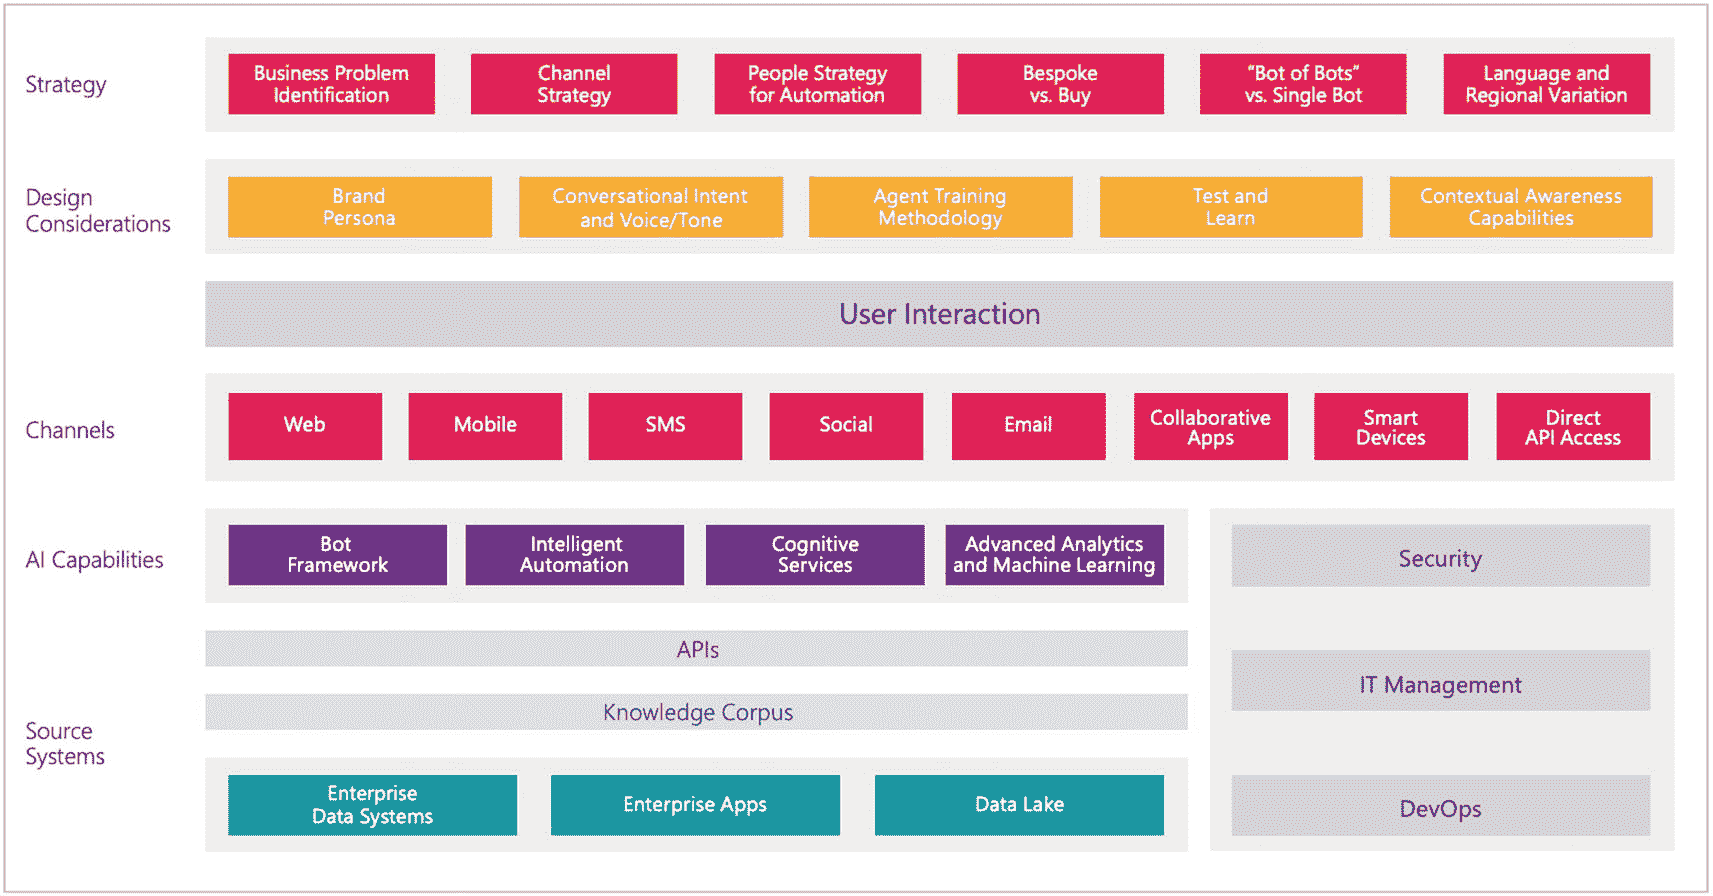 Strategy
Business Problem
Identification
Channel
Strategy
People Strategy
for Automation
Bespoke
vs. Buy
“Bot of Bots”
vs. Single Bot
Language and
Regional Variation
Design
Considerations
Brand
Persona
Conversational Intent
and Voice/Tone
Agent Training
Methodology
Test and
Learn
Contextual Awareness
Capabilities
User Interaction
Channels
Web
Mobile
SMS
Social
Email
Collaborative
Apps
Smart
Devices
Direct
API Access
AI Capabilities
Bot
Framework
Intelligent
Automation
Cognitive
Services
Advanced Analytics
and Machine Learning
APIs
Knowledge Corpus
Source
Systems
Enterprise
Data Systems
Enterprise Apps
Data Lake
Security
IT Management
DevOps